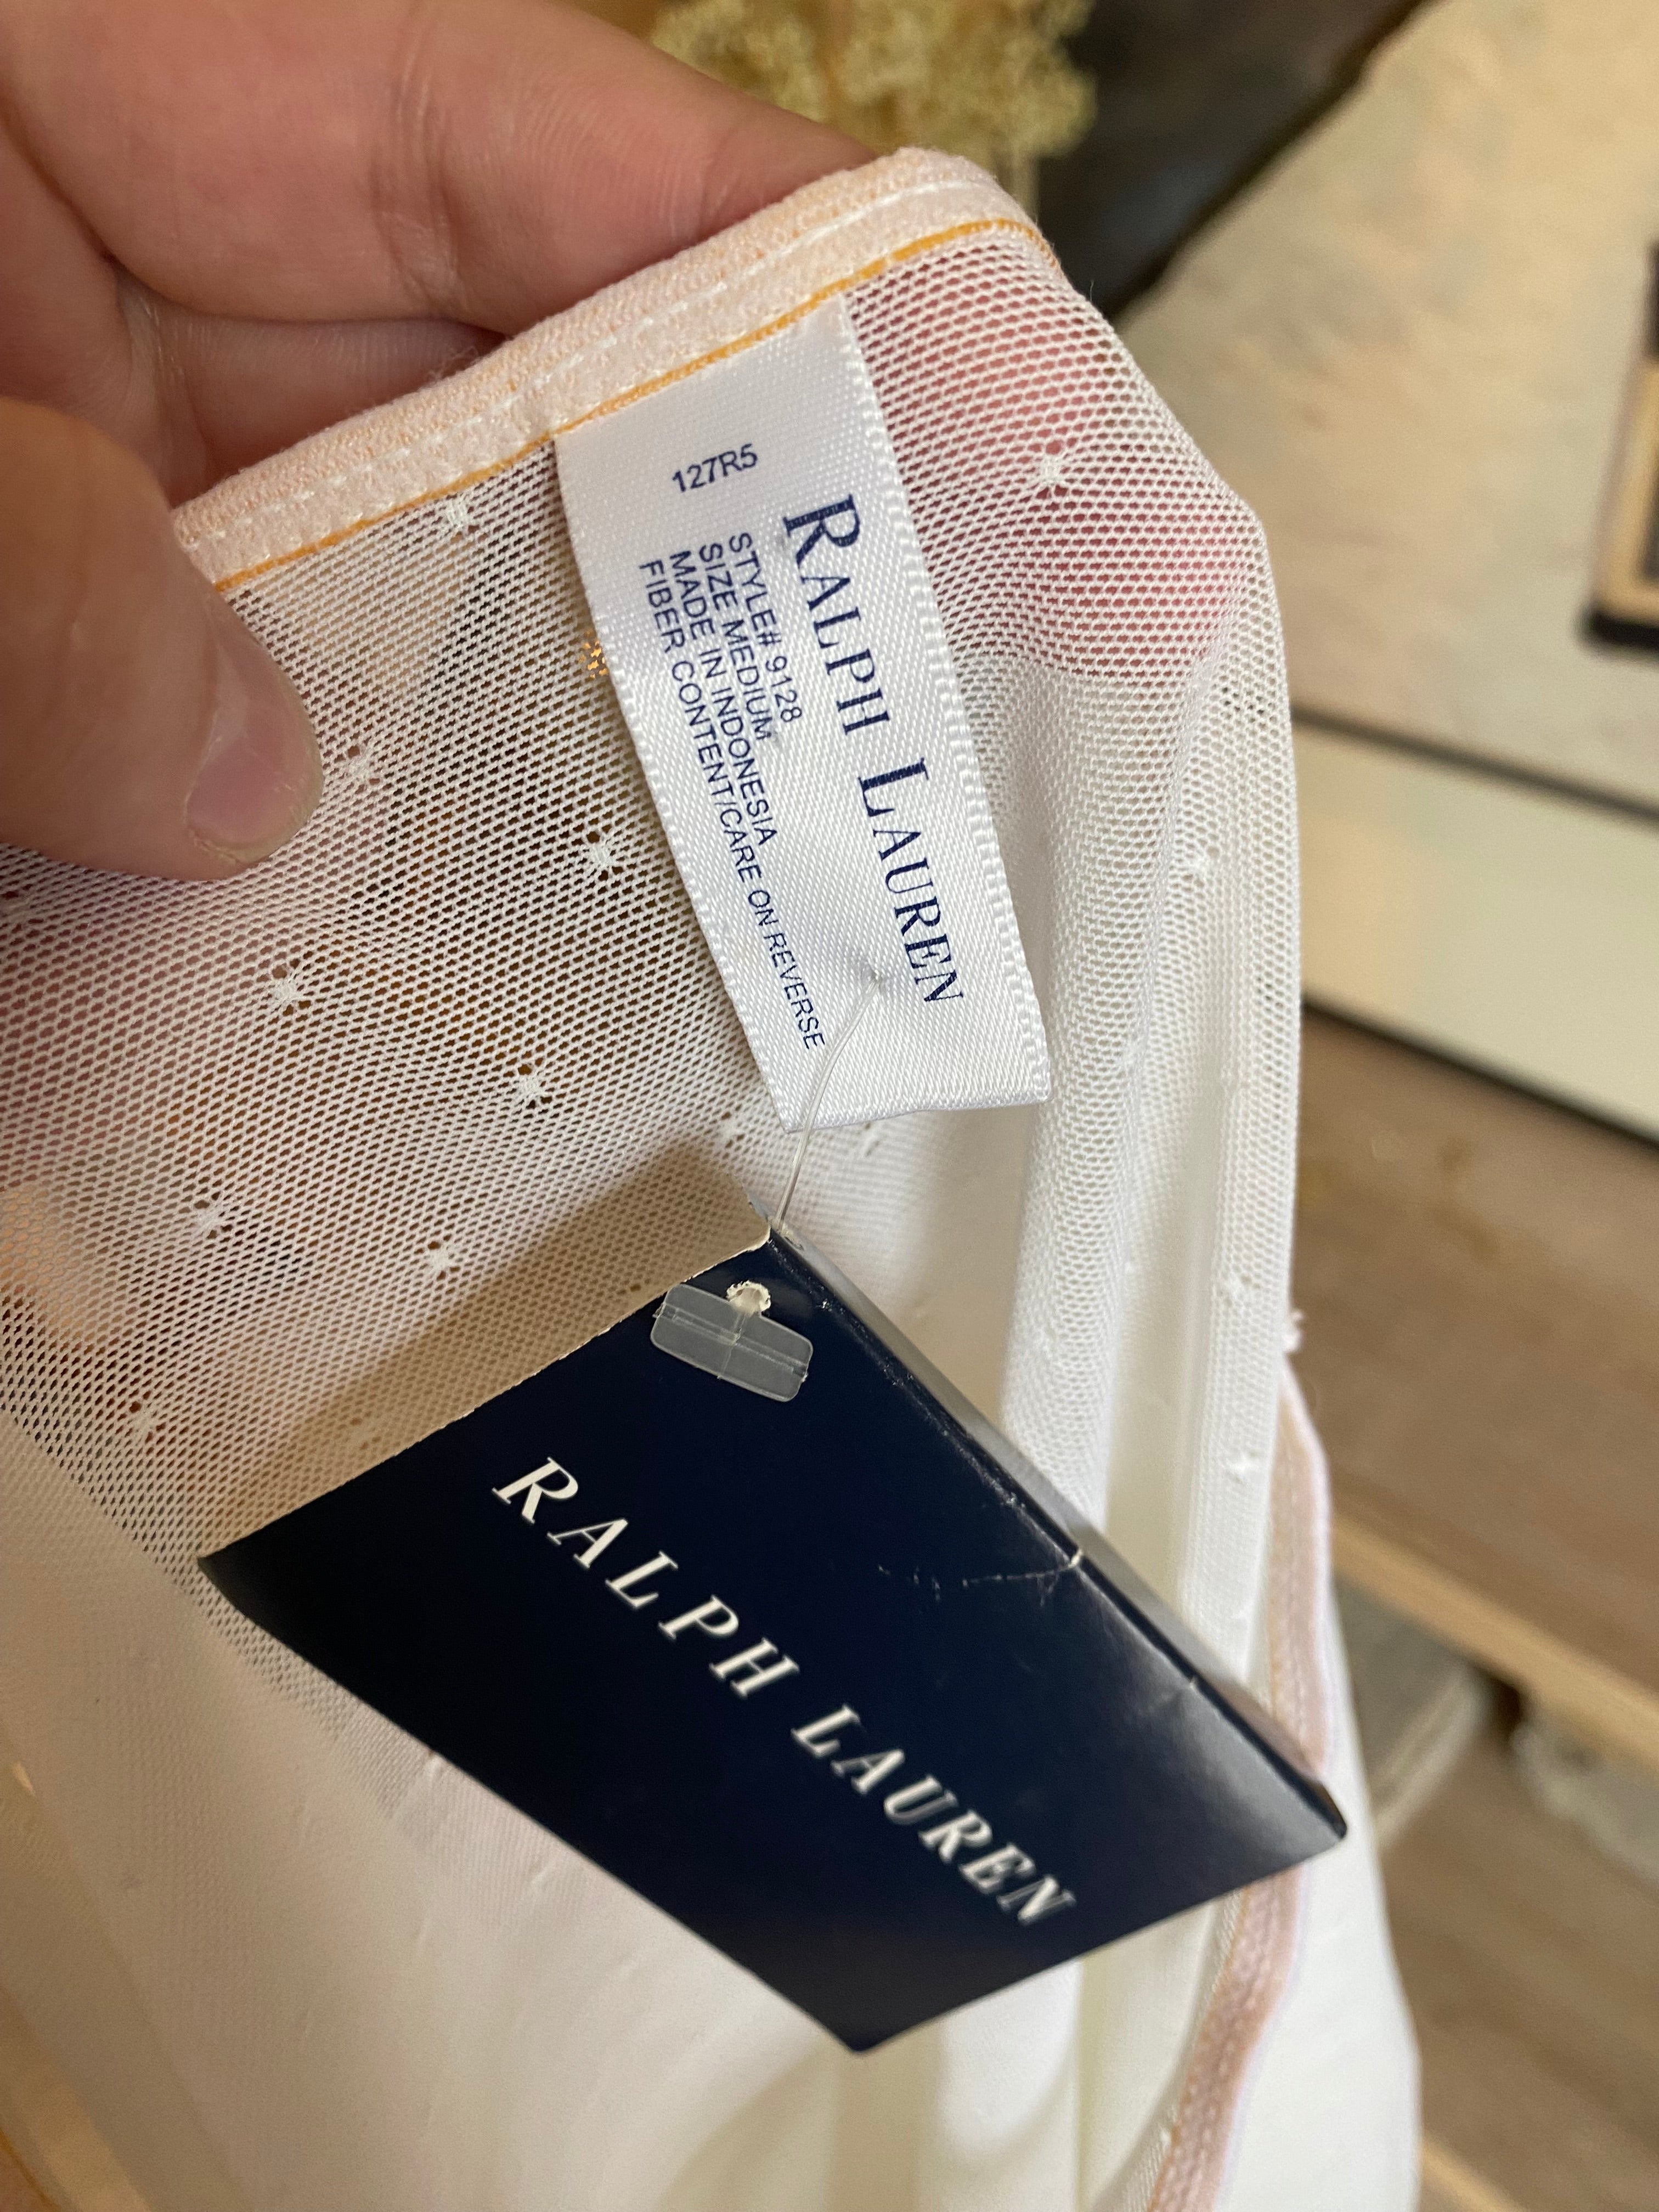 127R5
RALPH LAUREN
STYLE# 9128
SIZE MEDIUM
MADE IN INDONESIA
FIBER CONTENT/CARE ON REVERSE
RALPH LAUREN